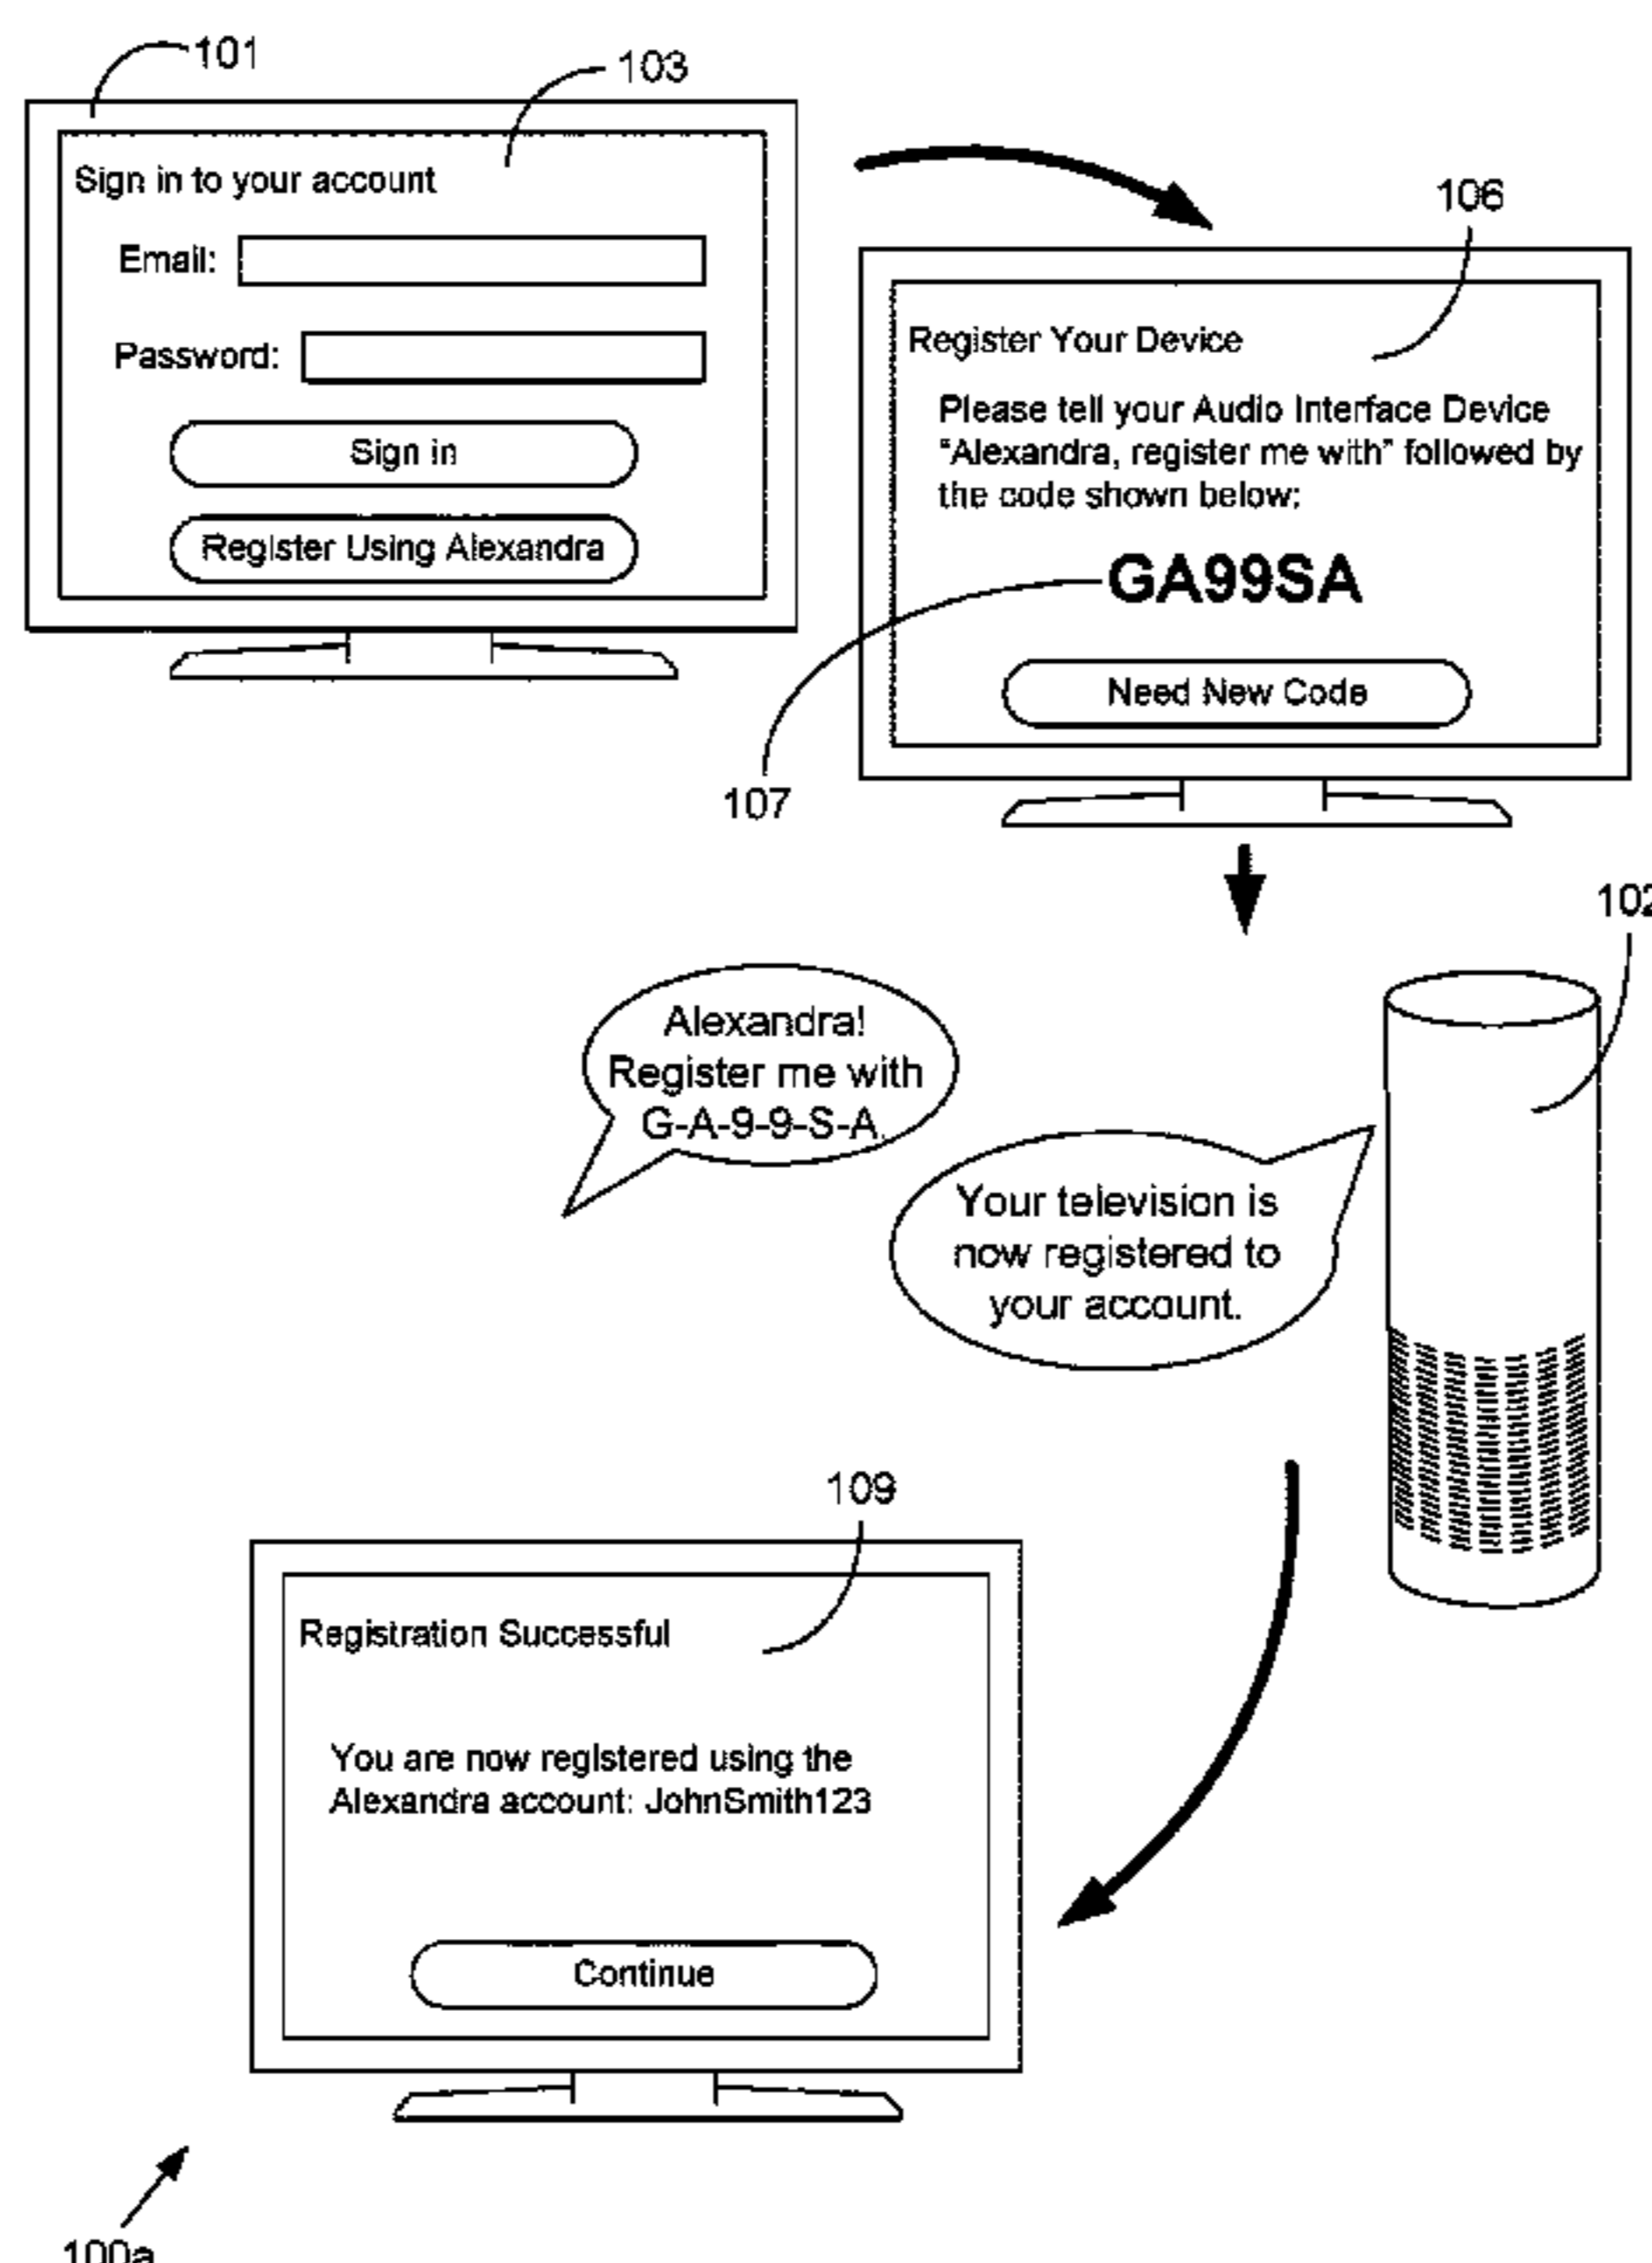 101
103
Sign in to your account
Email:
Password:
Sign in
Register Using Alexandra
106
Register Your Device
Please tell your Audio Interface Device
"Alexandra, register me with" followed by
the code shown below:
GA99SA
Need New Code
107
102
Alexandra!
Register me with
G-A-9-9-S-A.
Your television is
now registered to
your account.
109
Registration Successful
You are now registered using the
Alexandra account: JohnSmith123
Continue
100a